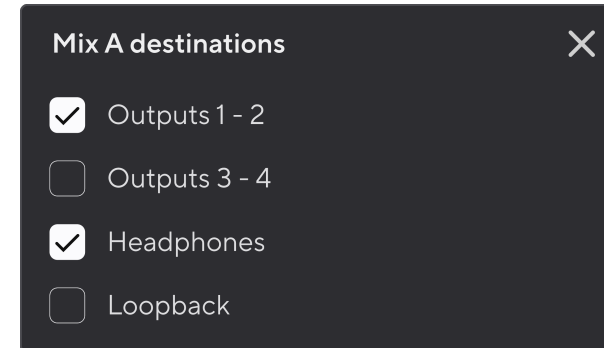 Mix A destinations
Outputs 1 - 2
Outputs 3 - 4
Headphones
Loopback